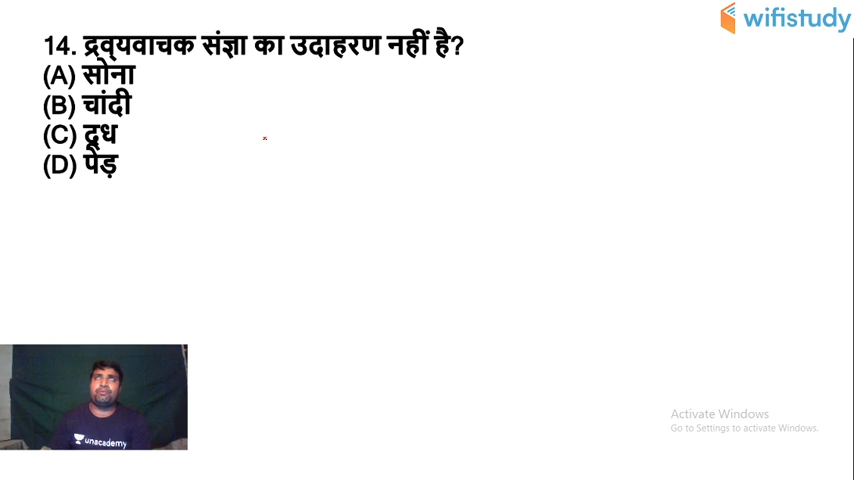 wifistudy
14. द्रव्यवाचक संज्ञा का उदाहरण नहीं है?
(A) सोना
(B) चांदी
(C) दूध
(D) पेड़
unacademy
Activate Windows
Go to Settings to activate Windows.